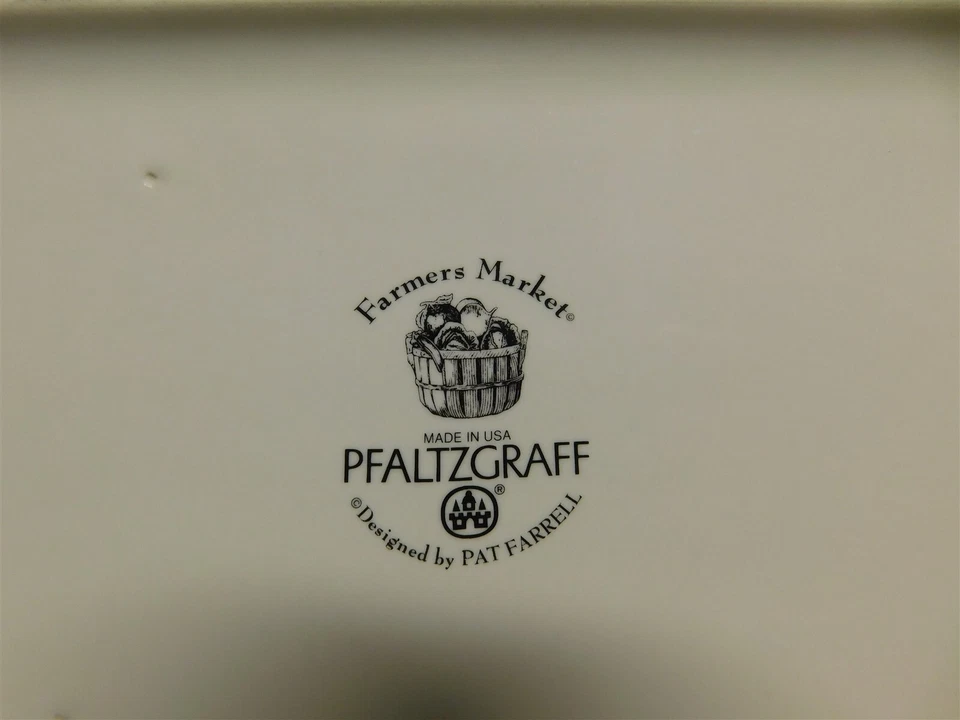 Farmers Market©
MADE IN USA
PFALTZGRAFF
®
©Designed by PAT FARRELL